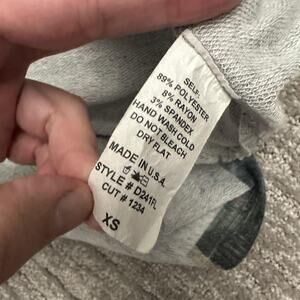 SELF:
89% POLYESTER
8% RAYON
3% SPANDEX
HAND WASH COLD
DO NOT BLEACH
DRY FLAT
MADE IN U.S.A.
STYLE # D241FL
CUT # 1234
XS